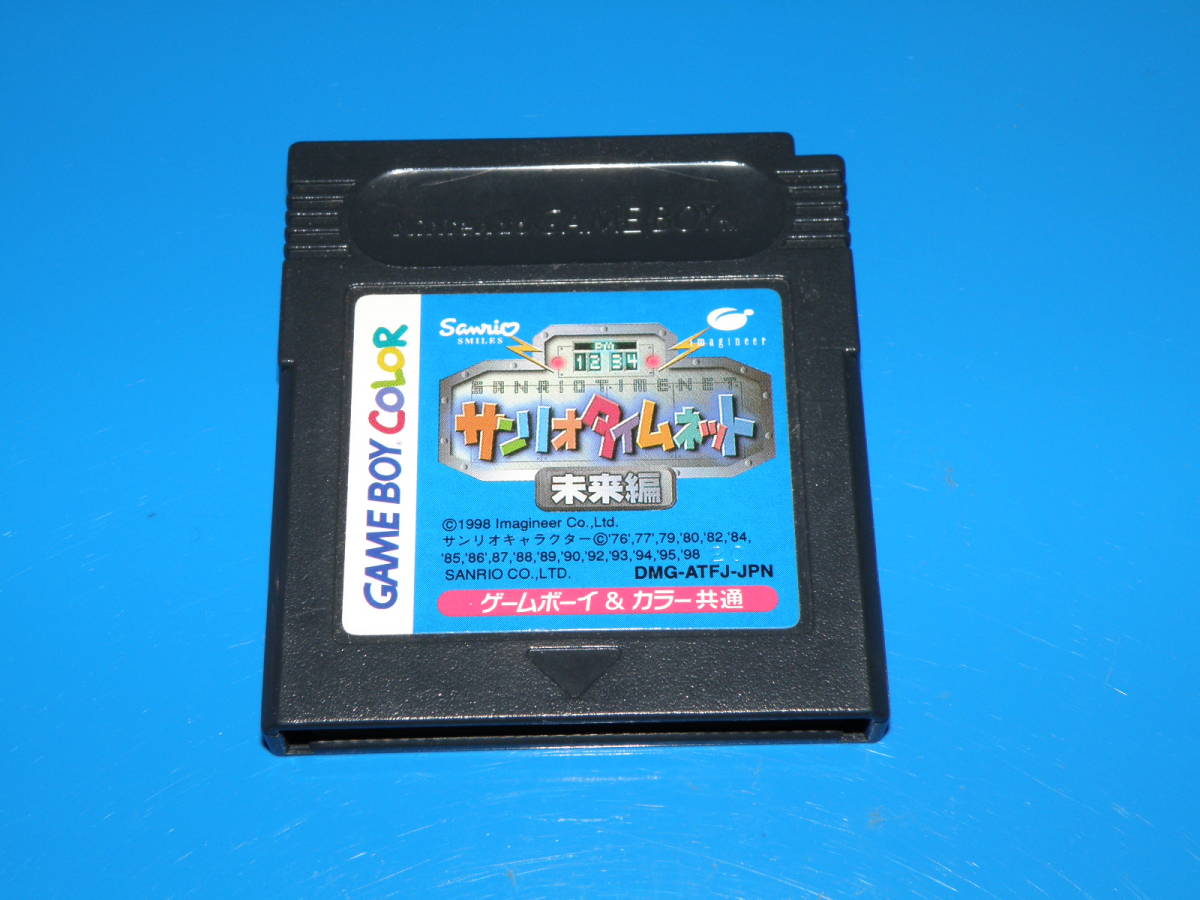 Nintendo GAME BOY
GAME BOY COLOR
Sanrio
SMILES
imagineer
PM
12 34
SANRIOTIMENET
サンリオタイムネット
未来編
©1998 Imagineer Co.,Ltd.
サンリオキャラクター©'76',77',79,'80,'82,'84,
'85,'86',87,'88,'89,'90,'92,'93,'94,'95,'98
SANRIO CO.,LTD. DMG-ATFJ-JPN
ゲームボーイ & カラー共通